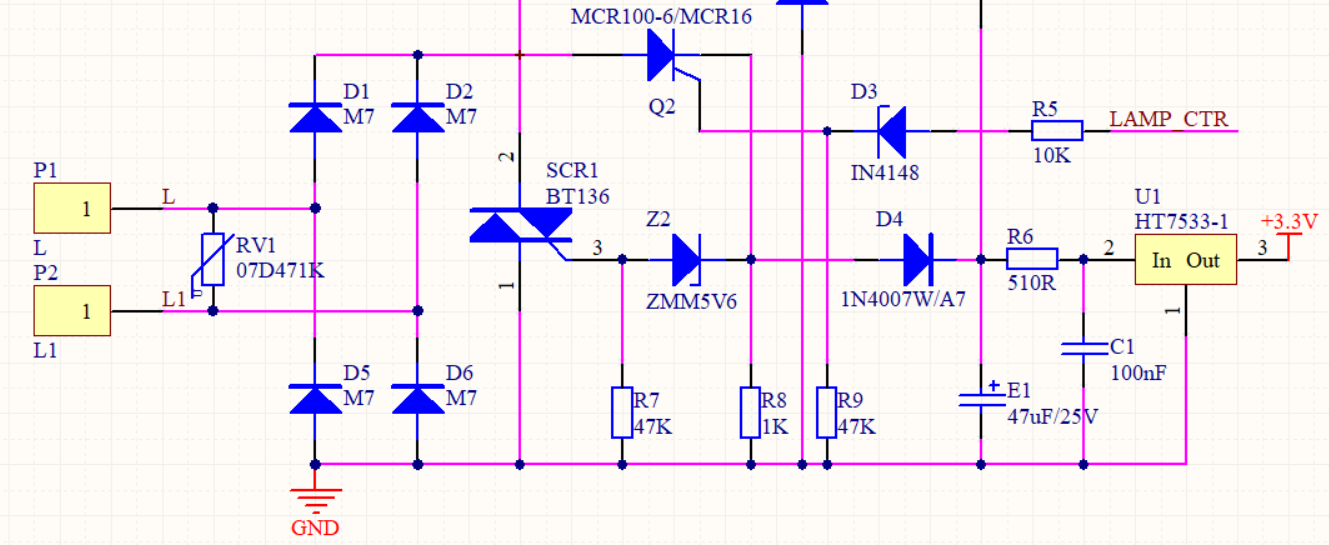 MCR100-6/MCR16
Q2
D1
M7
D2
M7
D3
IN4148
R5
10K
LAMP_CTR
P1
1
L
L
2
SCR1
BT136
3
1
Z2
ZMM5V6
D4
1N4007W/A7
R6
510R
U1
HT7533-1
2
In Out
3
+3.3V
1
RV1
07D471K
U
P2
1
L1
L1
D5
M7
D6
M7
R7
47K
R8
1K
R9
47K
+
E1
47uF/25V
C1
100nF
GND